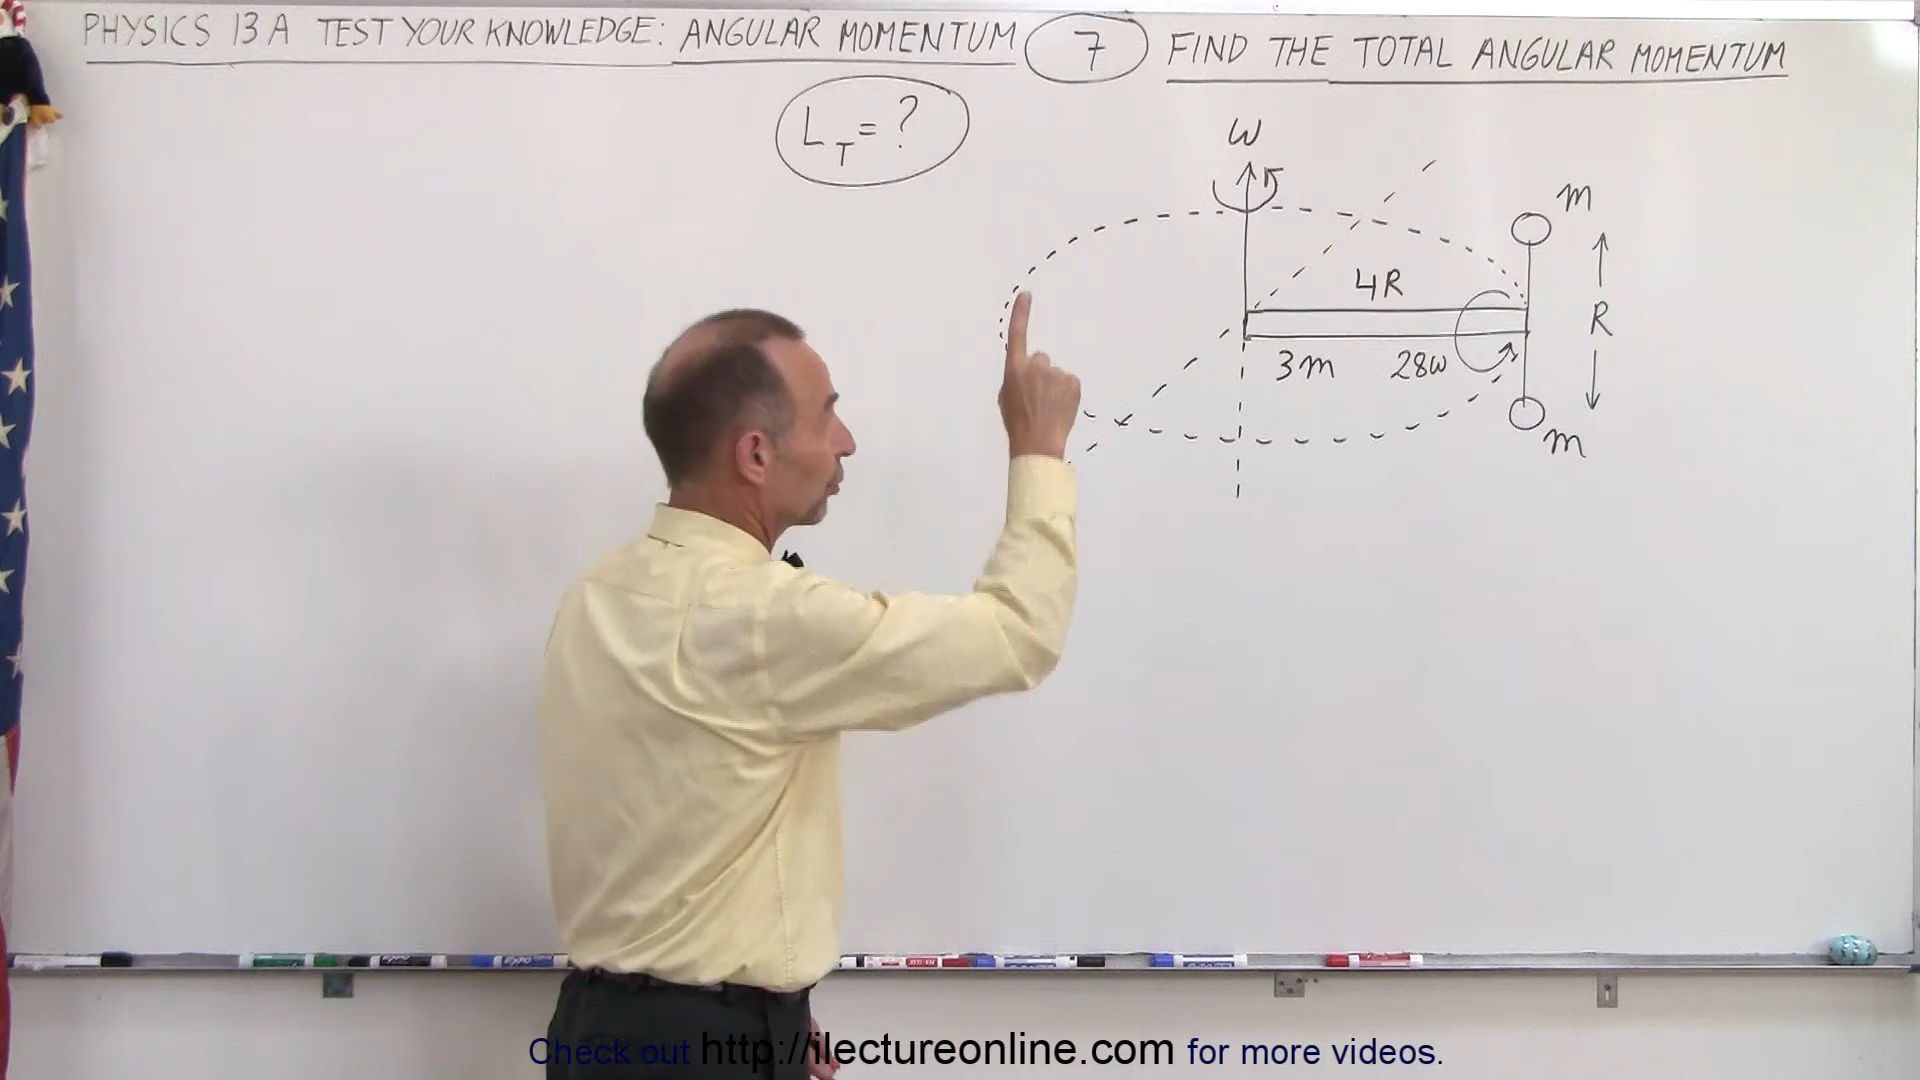 PHYSICS 13A TEST YOUR KNOWLEDGE: ANGULAR MOMENTUM 7 FIND THE TOTAL ANGULAR MOMENTUM
L_T = ?
ω
m
4R
R
3m 28ω
m
Check out http://ilectureonline.com for more videos.